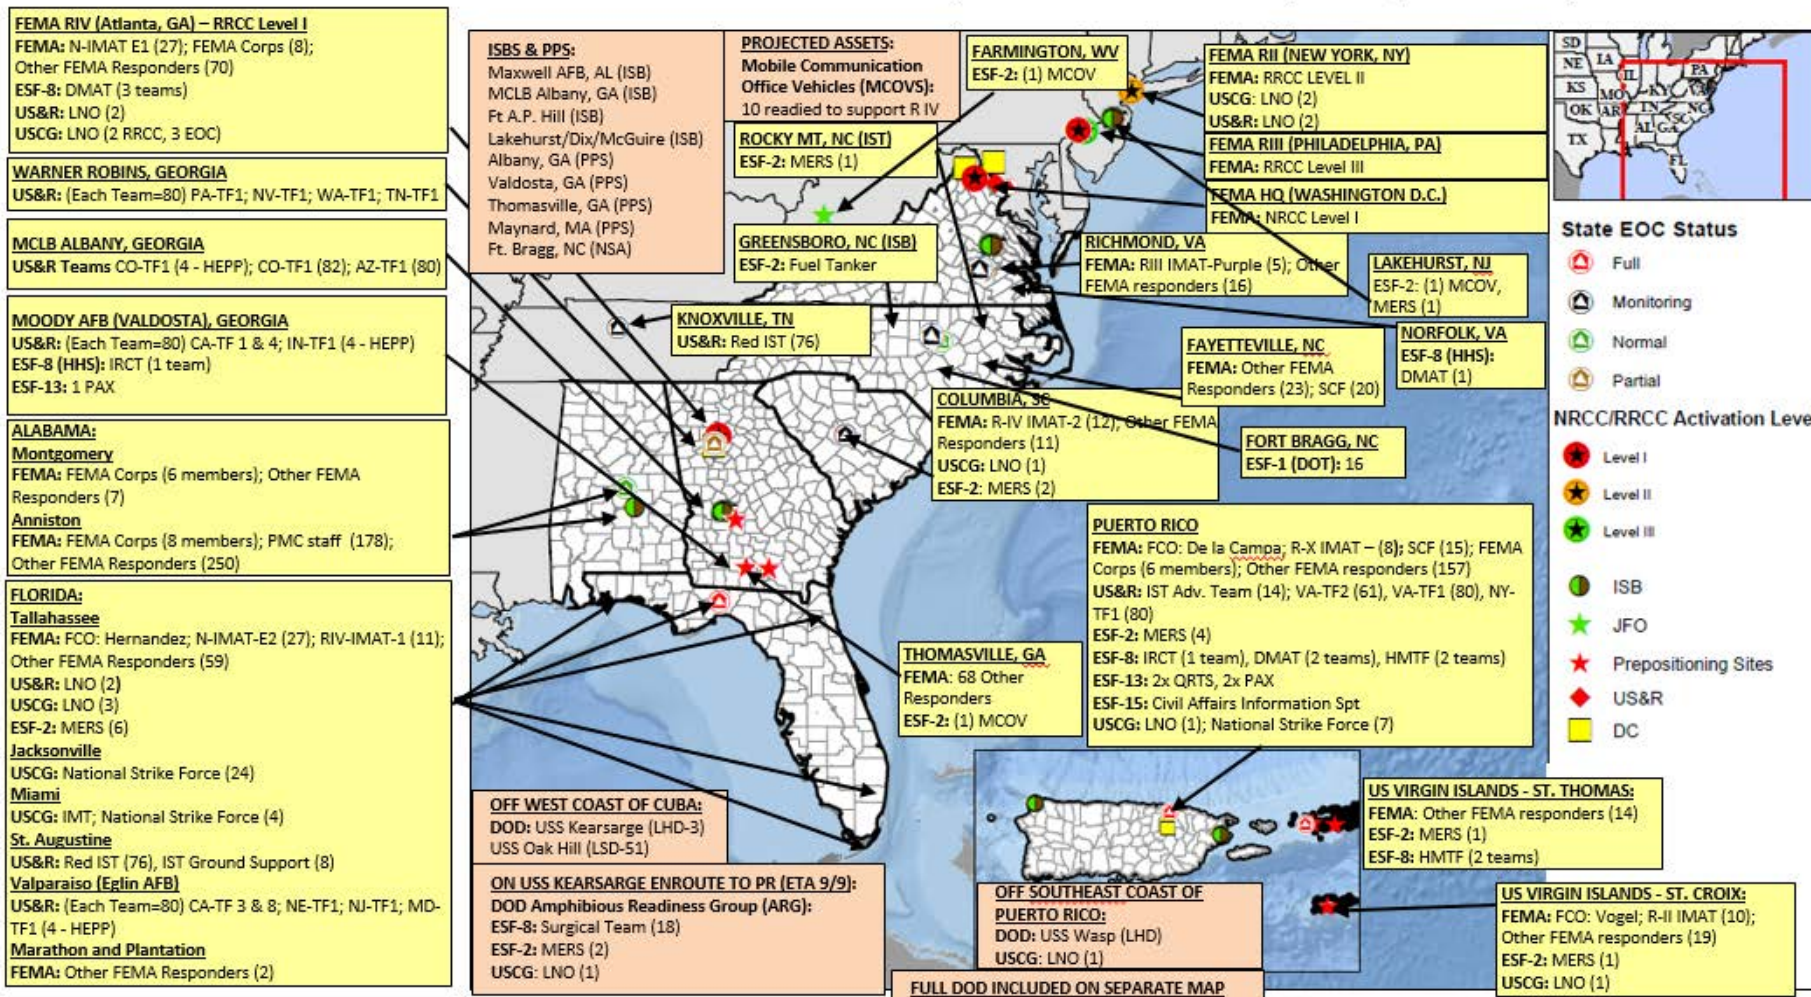 FEMA RIV (Atlanta, GA) – RRCC Level I
FEMA: N-IMAT E1 (27); FEMA Corps (8);
Other FEMA Responders (70)
ESF-8: DMAT (3 teams)
US&R: LNO (2)
USCG: LNO (2 RRCC, 3 EOC)
WARNER ROBINS, GEORGIA
US&R: (Each Team=80) PA-TF1; NV-TF1; WA-TF1; TN-TF1
MCLB ALBANY, GEORGIA
US&R Teams CO-TF1 (4 - HEPP); CO-TF1 (82); AZ-TF1 (80)
MOODY AFB (VALDOSTA), GEORGIA
US&R: (Each Team=80) CA-TF 1 & 4; IN-TF1 (4 - HEPP)
ESF-8 (HHS): IRCT (1 team)
ESF-13: 1 PAX
ALABAMA:
Montgomery
FEMA: FEMA Corps (6 members); Other FEMA
Responders (7)
Anniston
FEMA: FEMA Corps (8 members); PMC staff (178);
Other FEMA Responders (250)
FLORIDA:
Tallahassee
FEMA: FCO: Hernandez; N-IMAT-E2 (27); RIV-IMAT-1 (11);
Other FEMA Responders (59)
US&R: LNO (2)
USCG: LNO (3)
ESF-2: MERS (6)
Jacksonville
USCG: National Strike Force (24)
Miami
USCG: IMT; National Strike Force (4)
St. Augustine
US&R: Red IST (76), IST Ground Support (8)
Valparaiso (Eglin AFB)
US&R: (Each Team=80) CA-TF 3 & 8; NE-TF1; NJ-TF1; MD-
TF1 (4 - HEPP)
Marathon and Plantation
FEMA: Other FEMA Responders (2)
ISBS & PPS:
Maxwell AFB, AL (ISB)
MCLB Albany, GA (ISB)
Ft A.P. Hill (ISB)
Lakehurst/Dix/McGuire (ISB)
Albany, GA (PPS)
Valdosta, GA (PPS)
Thomasville, GA (PPS)
Maynard, MA (PPS)
Ft. Bragg, NC (NSA)
PROJECTED ASSETS:
Mobile Communication
Office Vehicles (MCOVS):
10 readied to support R IV
ROCKY MT, NC (IST)
ESF-2: MERS (1)
GREENSBORO, NC (ISB)
ESF-2: Fuel Tanker
KNOXVILLE, TN
US&R: Red IST (76)
FARMINGTON, WV
ESF-2: (1) MCOV
FEMA RII (NEW YORK, NY)
FEMA: RRCC LEVEL II
USCG: LNO (2)
US&R: LNO (2)
FEMA RIII (PHILADELPHIA, PA)
FEMA: RRCC Level III
FEMA HQ (WASHINGTON D.C.)
FEMA: NRCC Level I
RICHMOND, VA
FEMA: RIII IMAT-Purple (5); Other
FEMA responders (16)
LAKEHURST, NJ
ESF-2: (1) MCOV,
MERS (1)
NORFOLK, VA
ESF-8 (HHS):
DMAT (1)
FAYETTEVILLE, NC
FEMA: Other FEMA
Responders (23); SCF (20)
COLUMBIA, SC
FEMA: R-IV IMAT-2 (12); Other FEMA
Responders (11)
USCG: LNO (1)
ESF-2: MERS (2)
FORT BRAGG, NC
ESF-1 (DOT): 16
PUERTO RICO
FEMA: FCO: De la Campa; R-X IMAT – (8); SCF (15); FEMA
Corps (6 members); Other FEMA responders (157)
US&R: IST Adv. Team (14); VA-TF2 (61), VA-TF1 (80), NY-
TF1 (80)
ESF-2: MERS (4)
ESF-8: IRCT (1 team), DMAT (2 teams), HMTF (2 teams)
ESF-13: 2x QRTS, 2x PAX
ESF-15: Civil Affairs Information Spt
USCG: LNO (1); National Strike Force (7)
THOMASVILLE, GA
FEMA: 68 Other
Responders
ESF-2: (1) MCOV
OFF WEST COAST OF CUBA:
DOD: USS Kearsarge (LHD-3)
USS Oak Hill (LSD-51)
ON USS KEARSARGE ENROUTE TO PR (ETA 9/9):
DOD Amphibious Readiness Group (ARG):
ESF-8: Surgical Team (18)
ESF-2: MERS (2)
USCG: LNO (1)
OFF SOUTHEAST COAST OF
PUERTO RICO:
DOD: USS Wasp (LHD)
USCG: LNO (1)
FULL DOD INCLUDED ON SEPARATE MAP
US VIRGIN ISLANDS - ST. THOMAS:
FEMA: Other FEMA responders (14)
ESF-2: MERS (1)
ESF-8: HMTF (2 teams)
US VIRGIN ISLANDS - ST. CROIX:
FEMA: FCO: Vogel; R-II IMAT (10);
Other FEMA responders (19)
ESF-2: MERS (1)
USCG: LNO (1)
SD
NE IA
IL PA
KS MO KY VA
OK AR TN NC
SC
TX AL GA
FL
State EOC Status
Full
Monitoring
Normal
Partial
NRCC/RRCC Activation Leve
Level I
Level II
Level III
ISB
JFO
Prepositioning Sites
US&R
DC